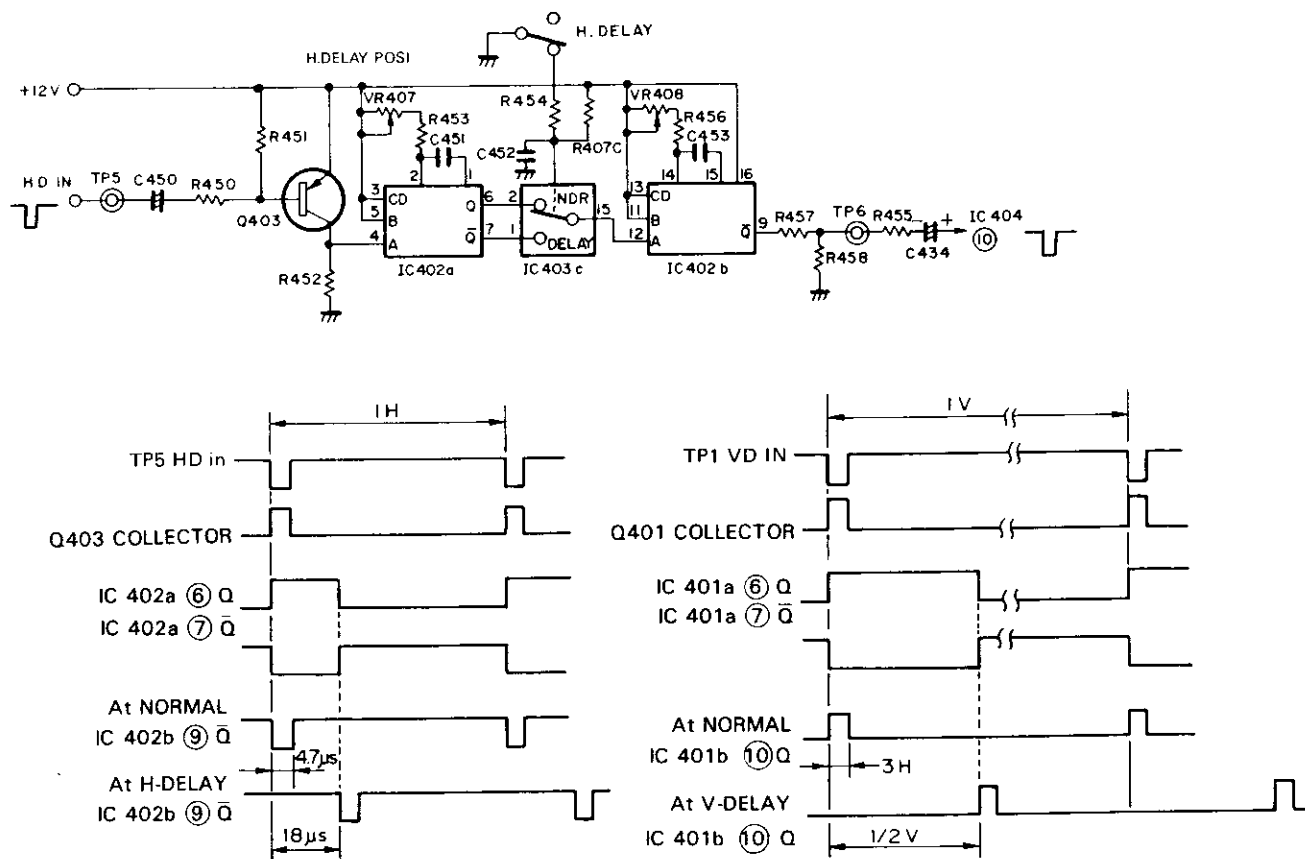 H. DELAY
H.DELAY POSI
+12V
VR407
R454
VR408
R451
R453
C451
R407C
R456
C453
C452
HD IN
TP5
C450
R450
Q403
2
1
3
CD
5
B
4
A
Q
6
Q̄
7
IC402a
2
NOR
1
DELAY
15
IC403c
14
15
16
13
CD
11
B
12
A
Q̄
9
IC402b
R457
TP6
R455
- +
C434
IC 404
⑩
R458
R452
1H
TP5 HD in
Q403 COLLECTOR
IC 402a ⑥ Q
IC 402a ⑦ Q̄
At NORMAL
IC 402b ⑨ Q̄
4.7μs
At H-DELAY
IC 402b ⑨ Q̄
18μs
1V
TP1 VD IN
Q401 COLLECTOR
IC 401a ⑥ Q
IC 401a ⑦ Q̄
At NORMAL
IC 401b ⑩ Q
3H
At V-DELAY
IC 401b ⑩ Q
1/2 V